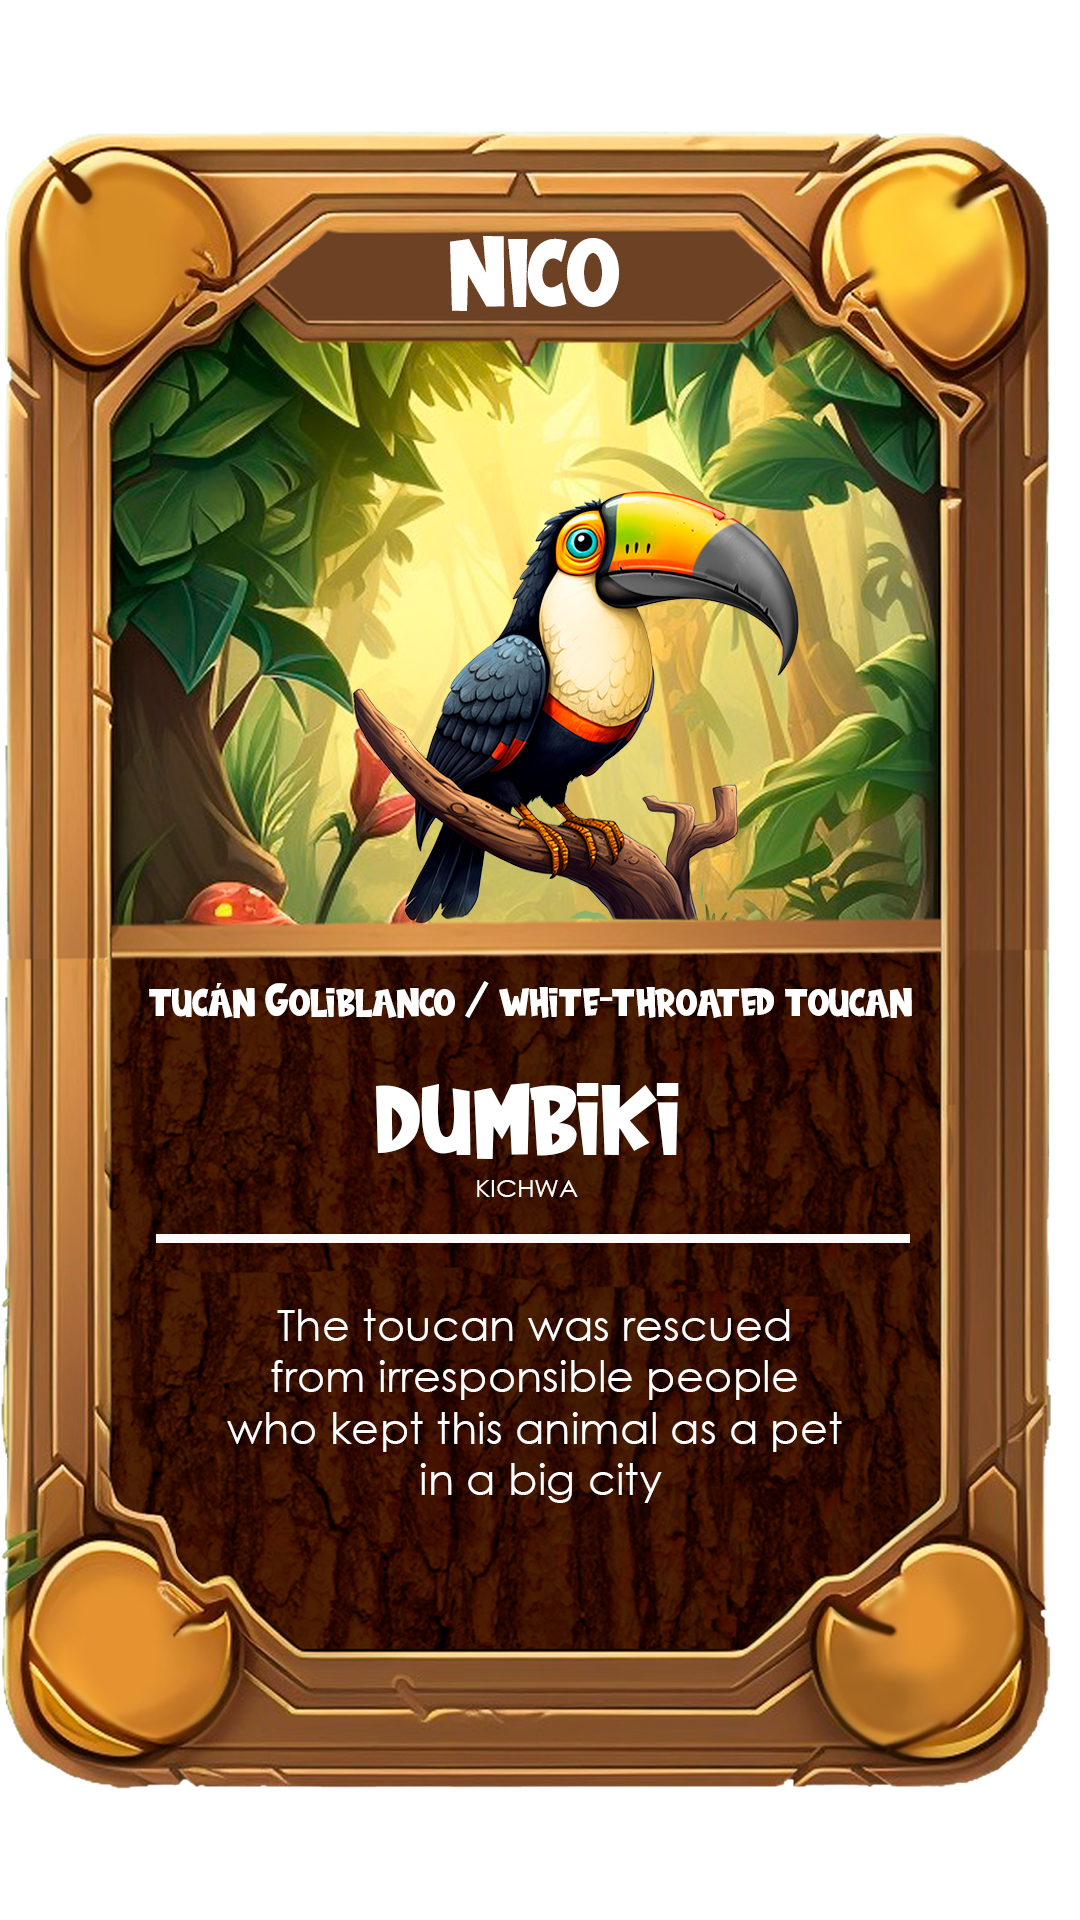 NICO
TUCÁN GOLIBLANCO / WHITE-THROATED TOUCAN
DUMBIKI
KICHWA
The toucan was rescued
from irresponsible people
who kept this animal as a pet
in a big city